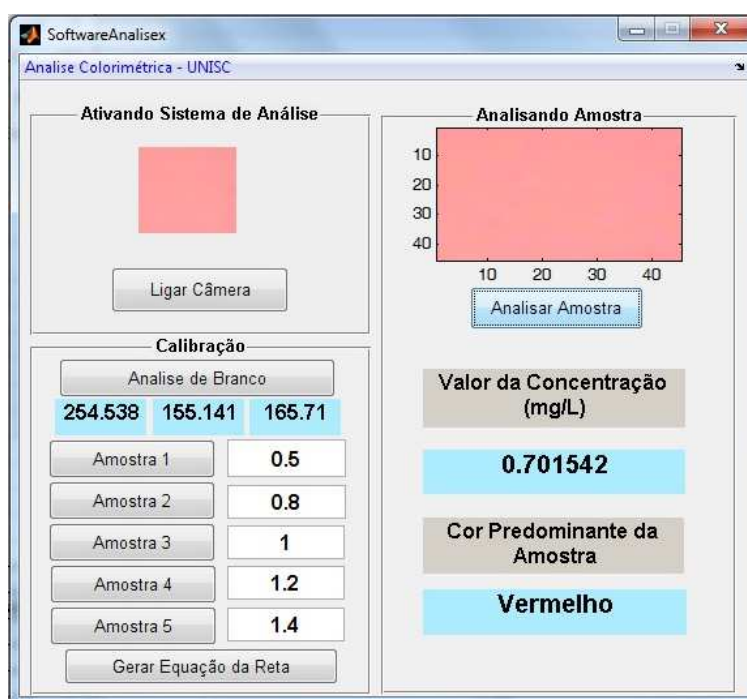 SoftwareAnalisex
Analise Colorimétrica - UNISC
Ativando Sistema de Análise
Ligar Câmera
Calibração
Analise de Branco
254.538 155.141 165.71
Amostra 1 0.5
Amostra 2 0.8
Amostra 3 1
Amostra 4 1.2
Amostra 5 1.4
Gerar Equação da Reta
Analisando Amostra
10
20
30
40
10 20 30 40
Analisar Amostra
Valor da Concentração
(mg/L)
0.701542
Cor Predominante da
Amostra
Vermelho